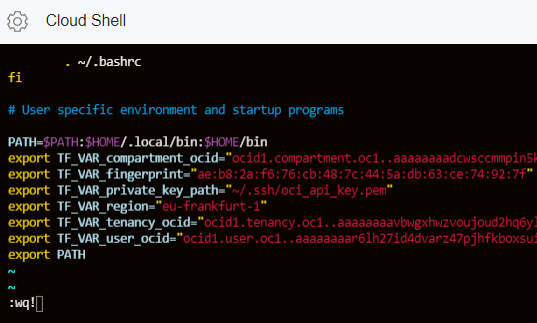 Cloud Shell
. ~/.bashrc
fi
# User specific environment and startup programs
PATH=$PATH:$HOME/.local/bin:$HOME/bin
export TF_VAR_compartment_ocid="ocid1.compartment.oc1..aaaaaaaadcwsccmmpin5k
export TF_VAR_fingerprint="ae:b8:2a:f6:76:cb:48:7c:44:5a:db:63:ce:74:92:7f"
export TF_VAR_private_key_path="~/.ssh/oci_api_key.pem"
export TF_VAR_region="eu-frankfurt-1"
export TF_VAR_tenancy_ocid="ocid1.tenancy.oc1..aaaaaaaavbwgxhwzvoujoud2hq6yl
export TF_VAR_user_ocid="ocid1.user.oc1..aaaaaaaar6lh27id4dvarz47pjhfkboxsui
export PATH
~
~
:wq!